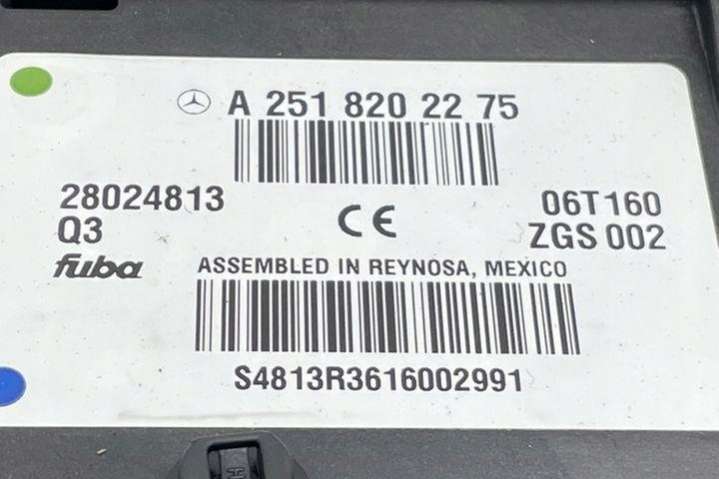 A 251 820 22 75
28024813
06T160
Q3
CE
ZGS 002
fuba
ASSEMBLED IN REYNOSA, MEXICO
S4813R3616002991